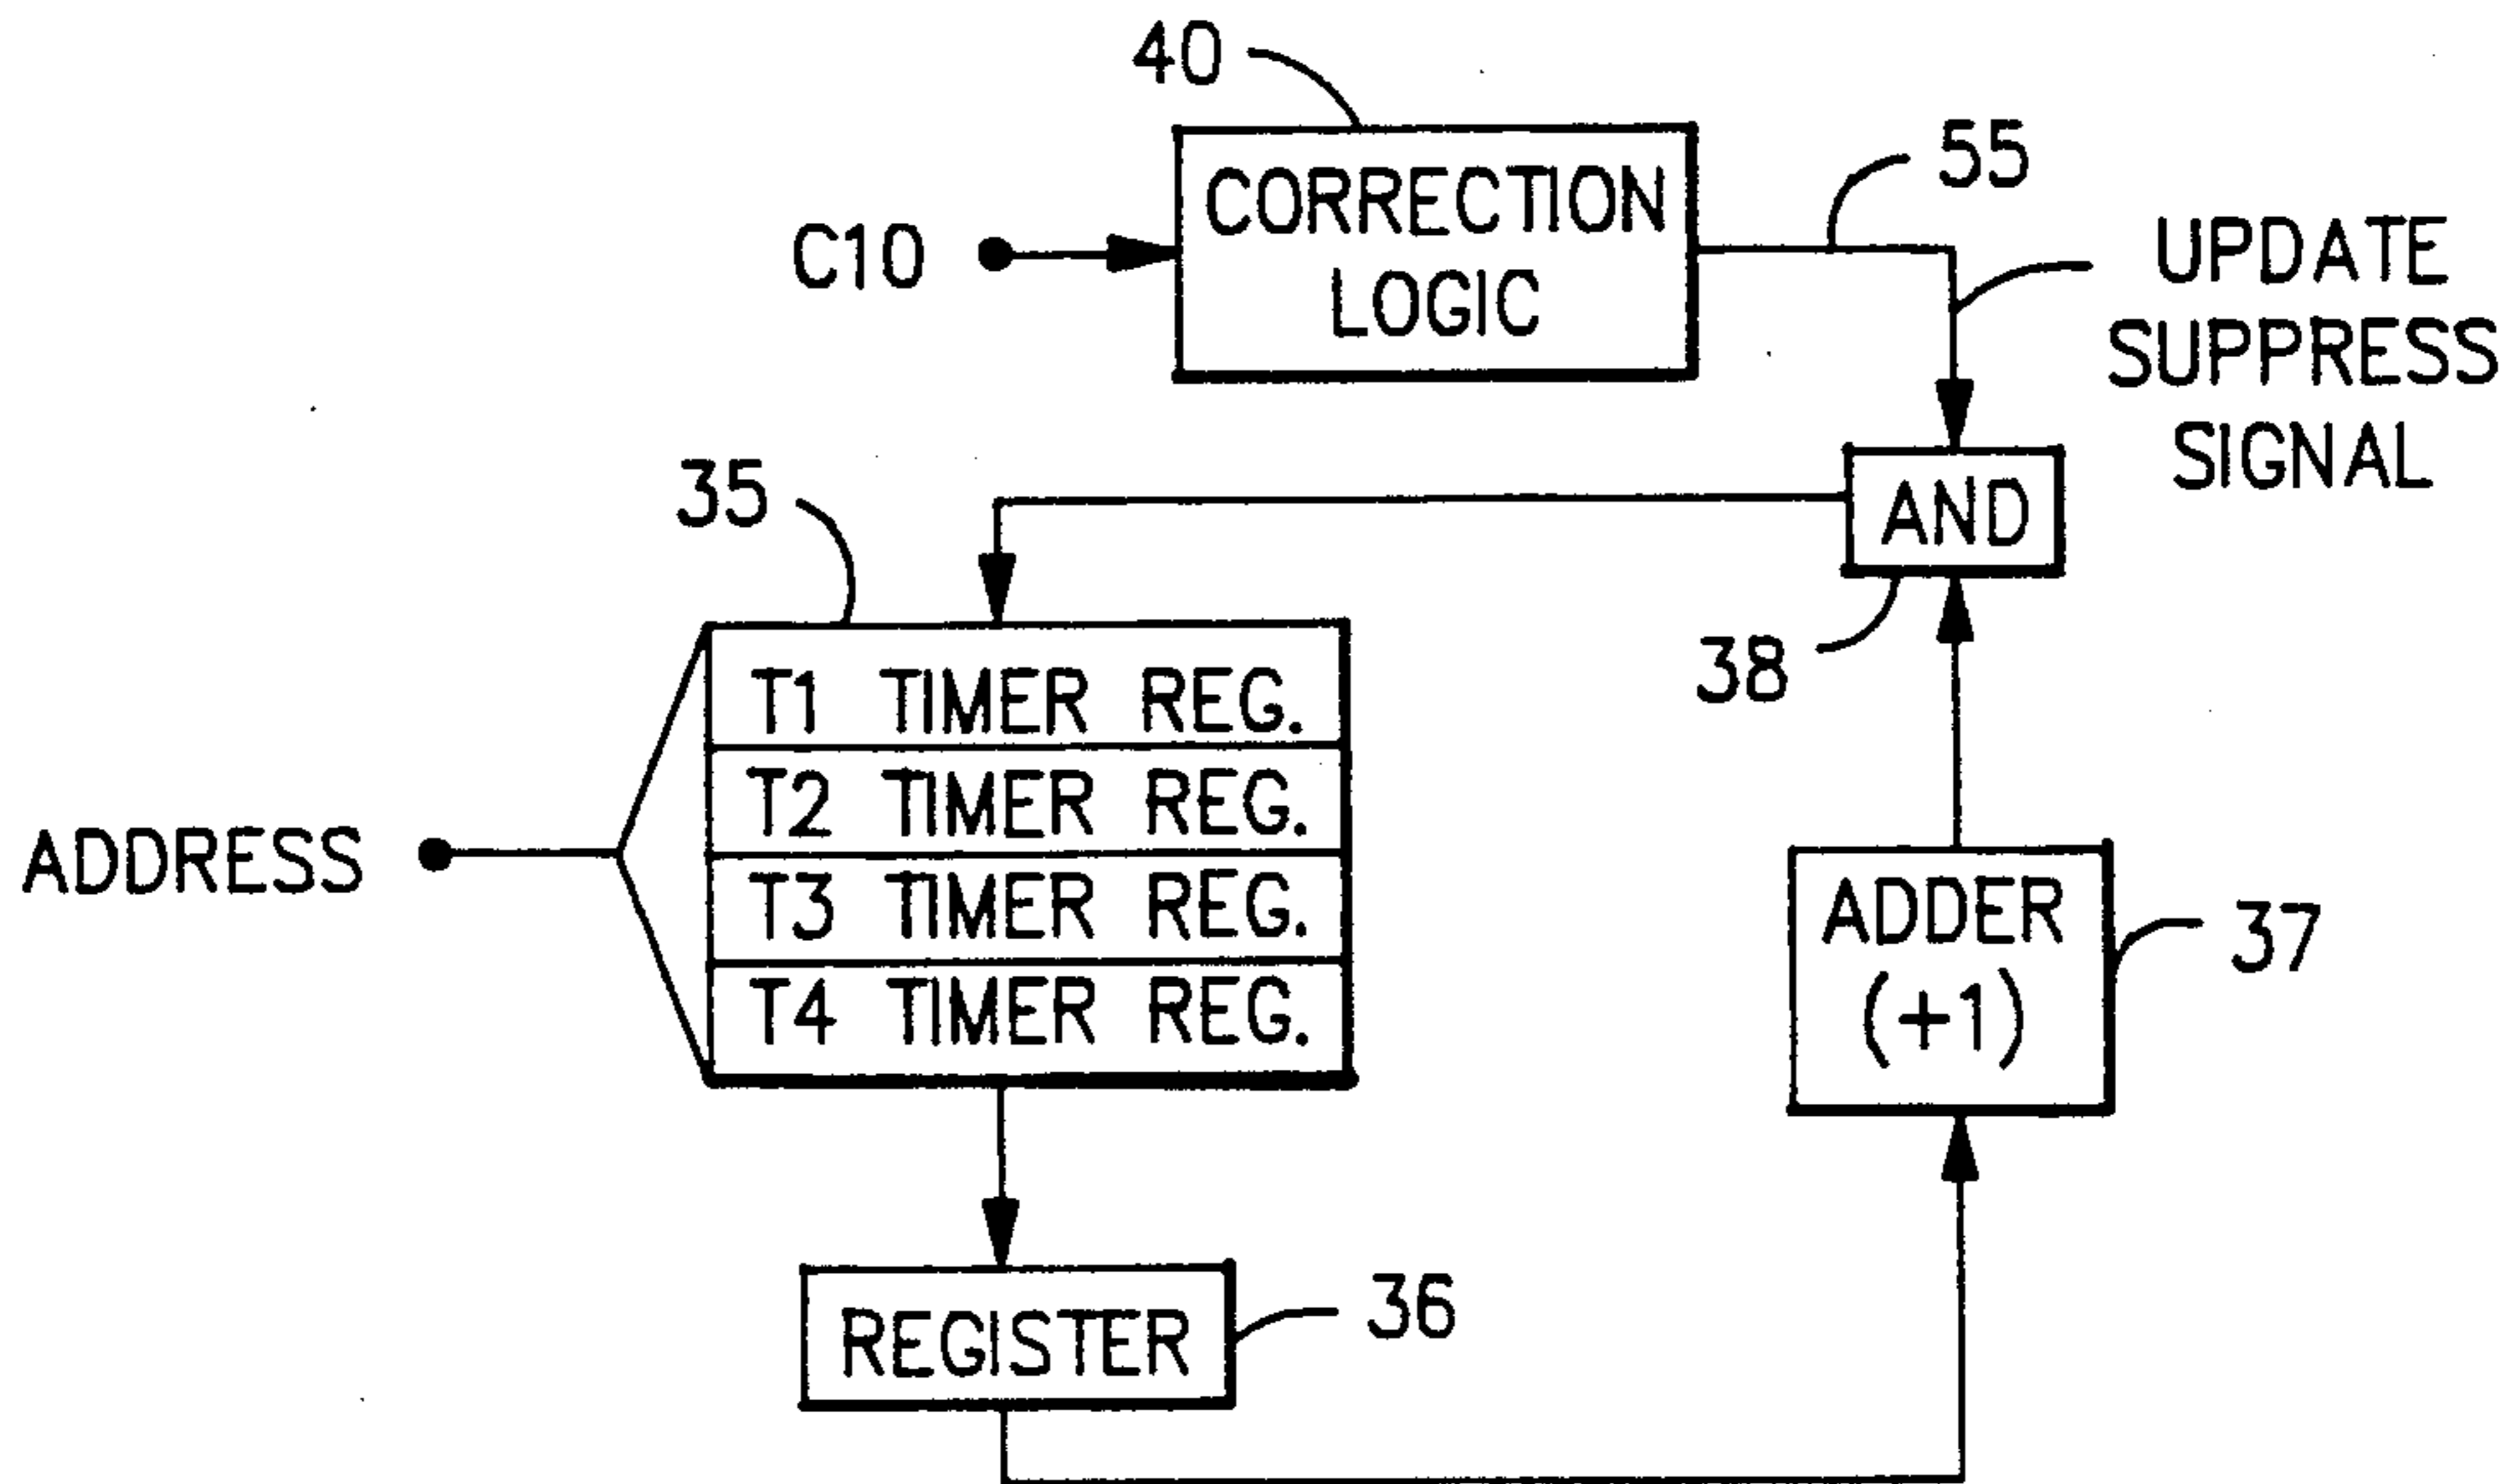 40
CORRECTION
LOGIC
C10
55
UPDATE
SUPPRESS
SIGNAL
35
AND
38
T1 TIMER REG.
T2 TIMER REG.
T3 TIMER REG.
T4 TIMER REG.
ADDRESS
ADDER
(+1)
37
REGISTER
36